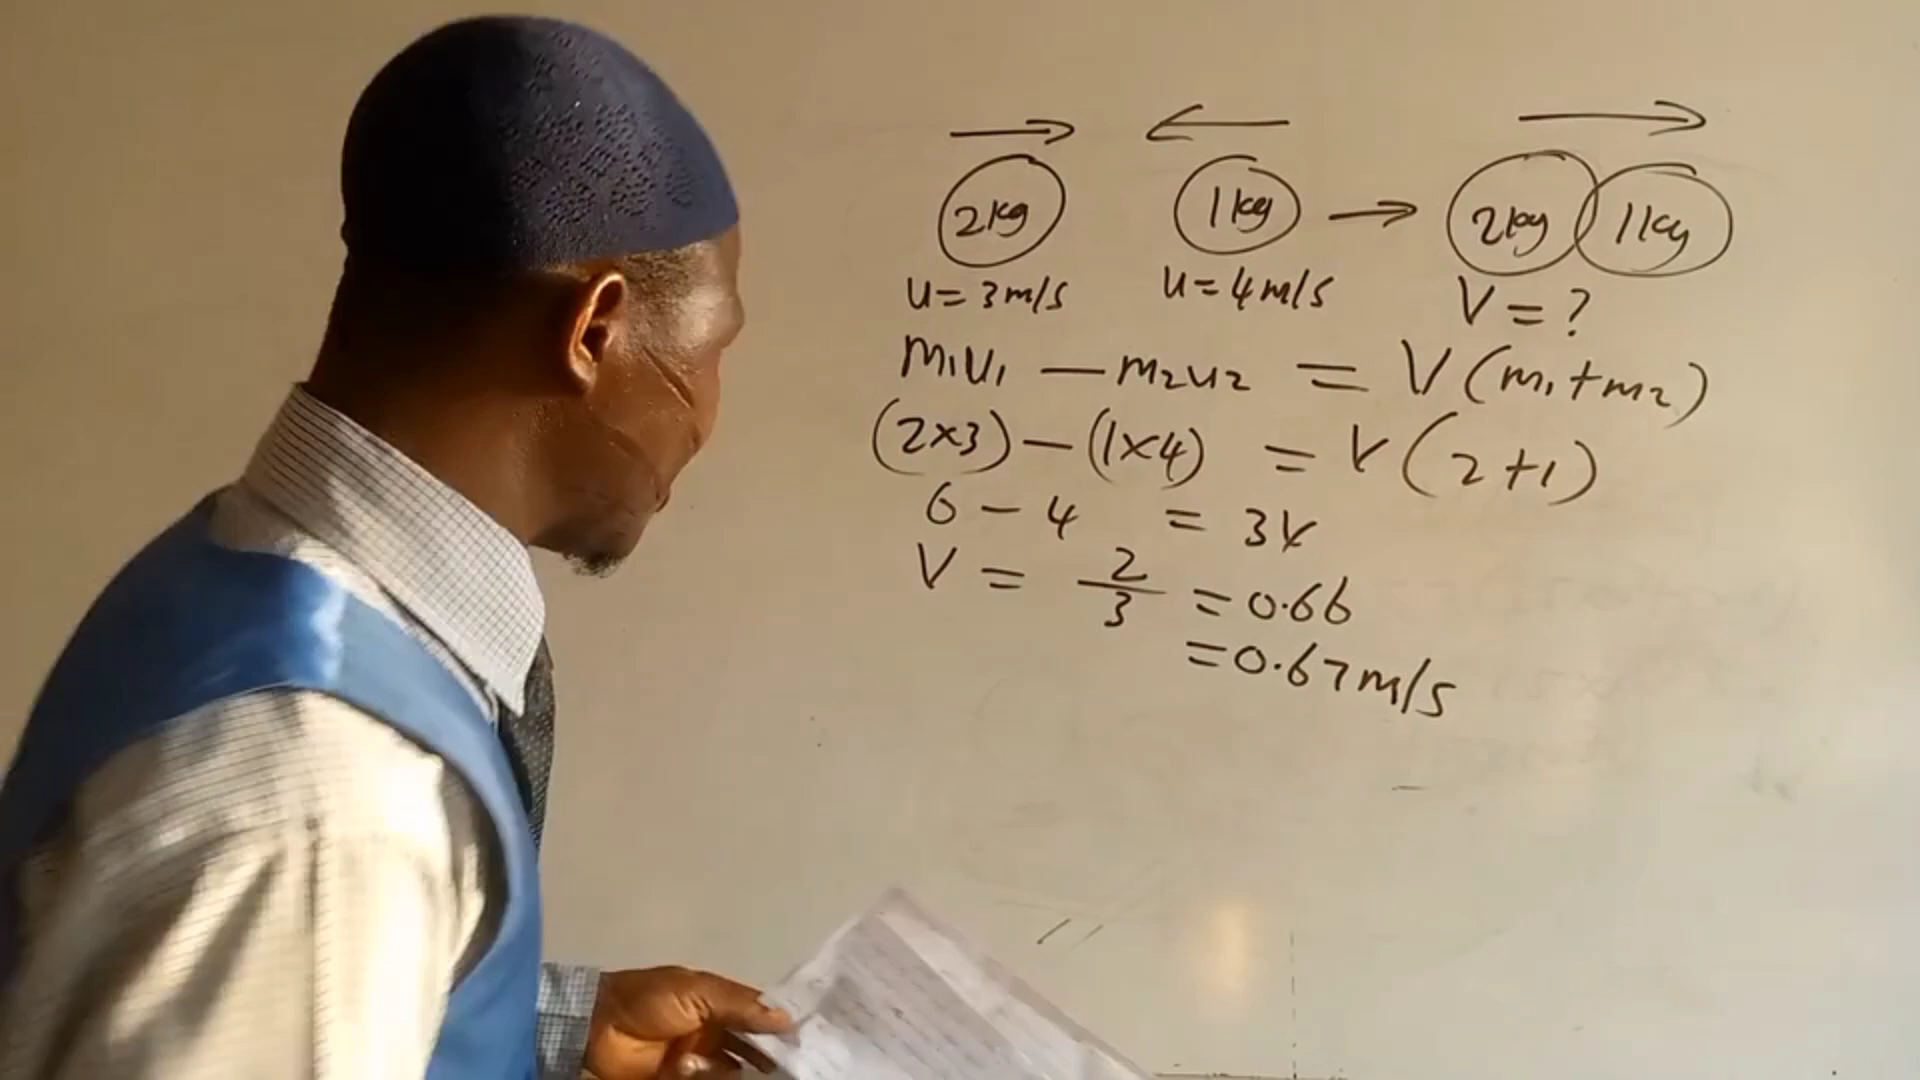 2kg 1kg → 2kg 1kg
u = 3m/s u = 4m/s V = ?
m₁u₁ — m₂u₂ = V(m₁+m₂)
(2×3) — (1×4) = V(2+1)
6 — 4 = 3V
V = 2/3 = 0.66
= 0.67m/s